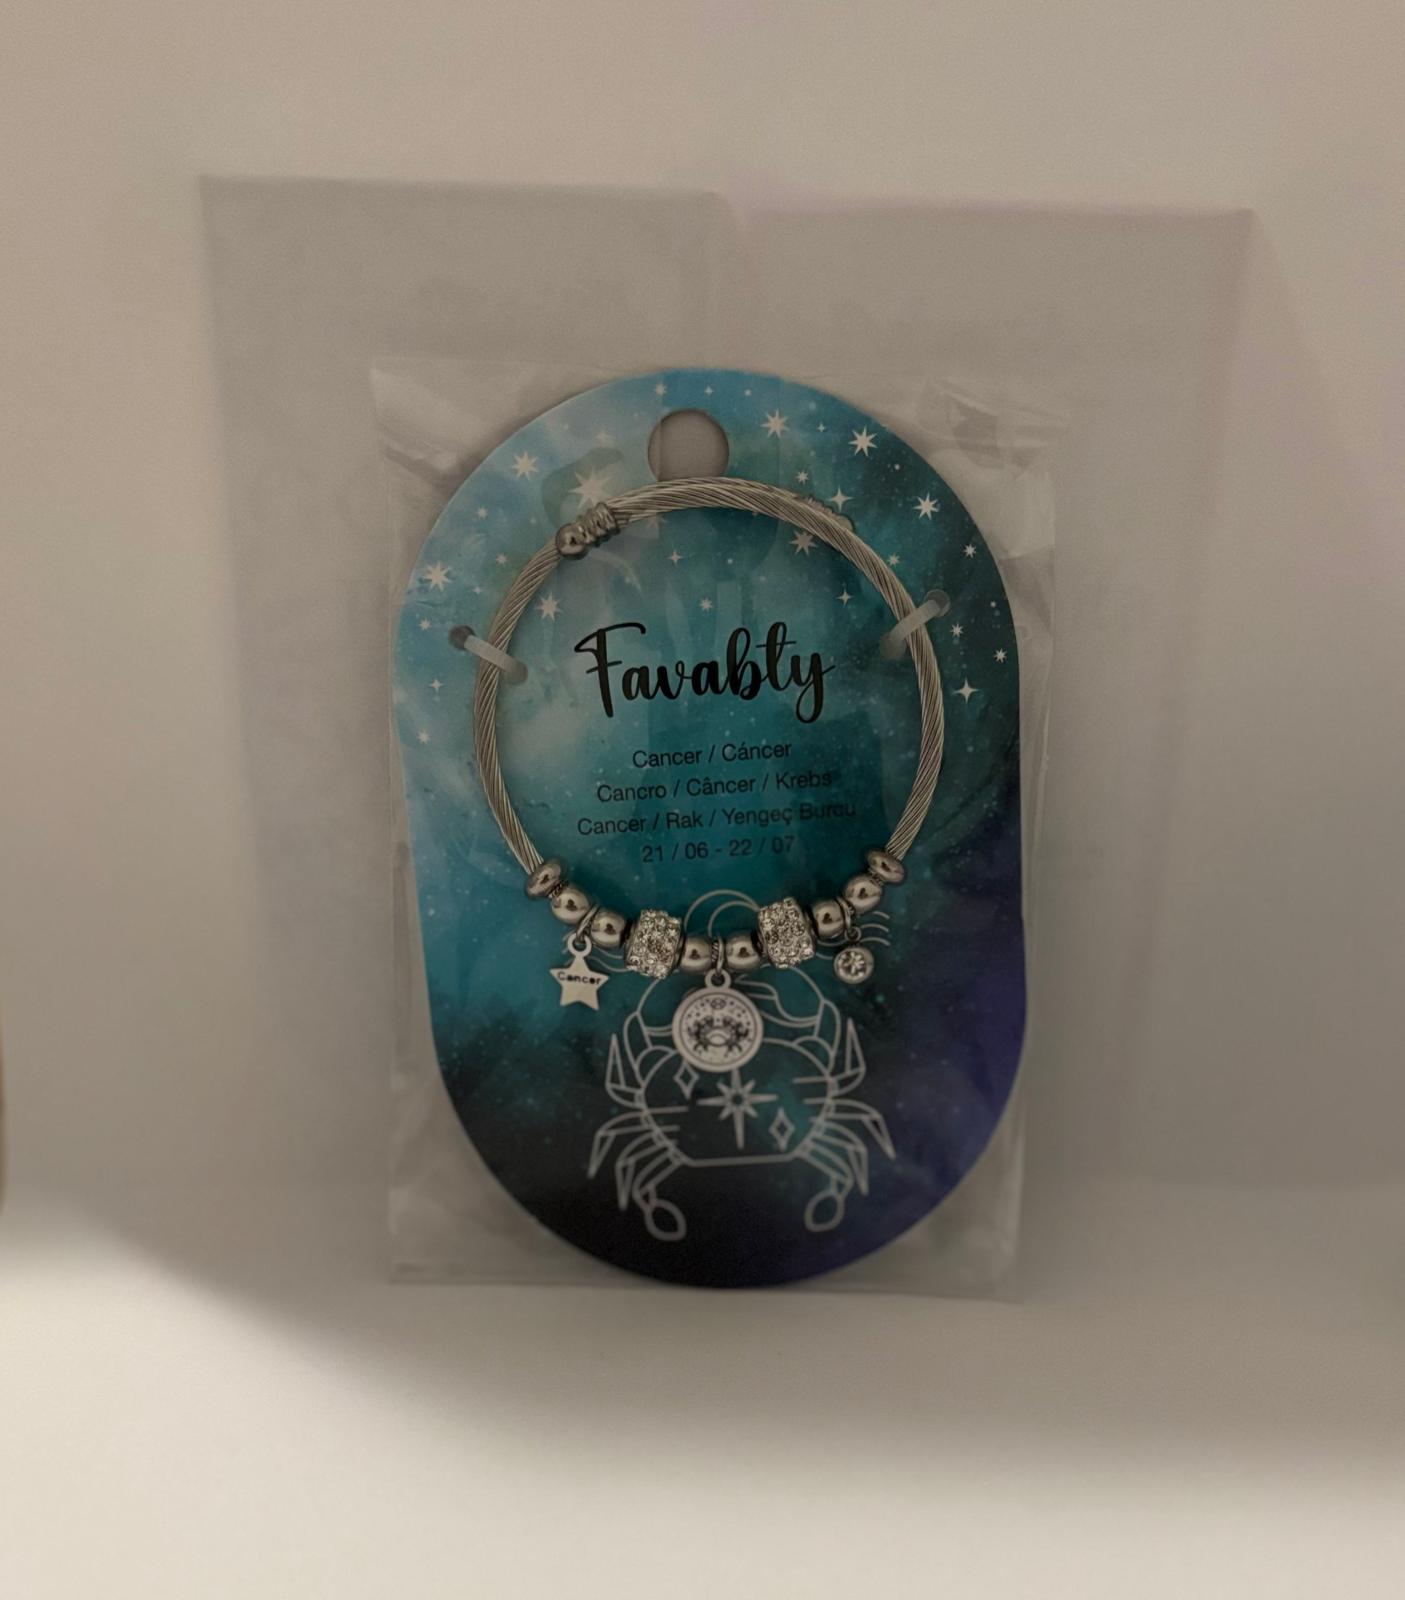 Favabty
Cancer / Cáncer
Cancro / Câncer / Krebs
Cancer / Rak / Yengeç Burcu
21 / 06 - 22 / 07
Cancer